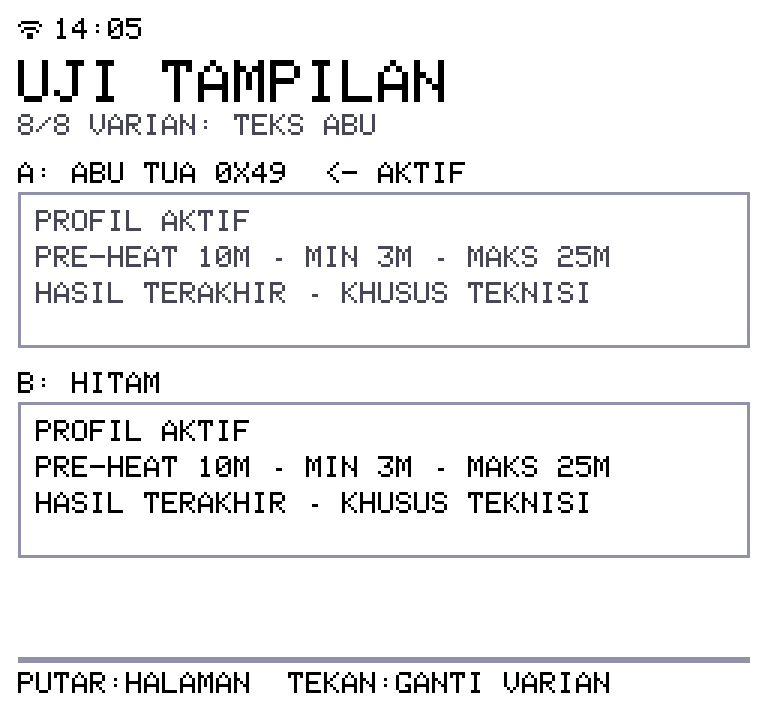 14:05
UJI TAMPILAN
8/8 VARIAN: TEKS ABU
A: ABU TUA 0X49 <- AKTIF
PROFIL AKTIF
PRE-HEAT 10M - MIN 3M - MAKS 25M
HASIL TERAKHIR - KHUSUS TEKNISI
B: HITAM
PROFIL AKTIF
PRE-HEAT 10M - MIN 3M - MAKS 25M
HASIL TERAKHIR - KHUSUS TEKNISI
PUTAR:HALAMAN TEKAN:GANTI VARIAN